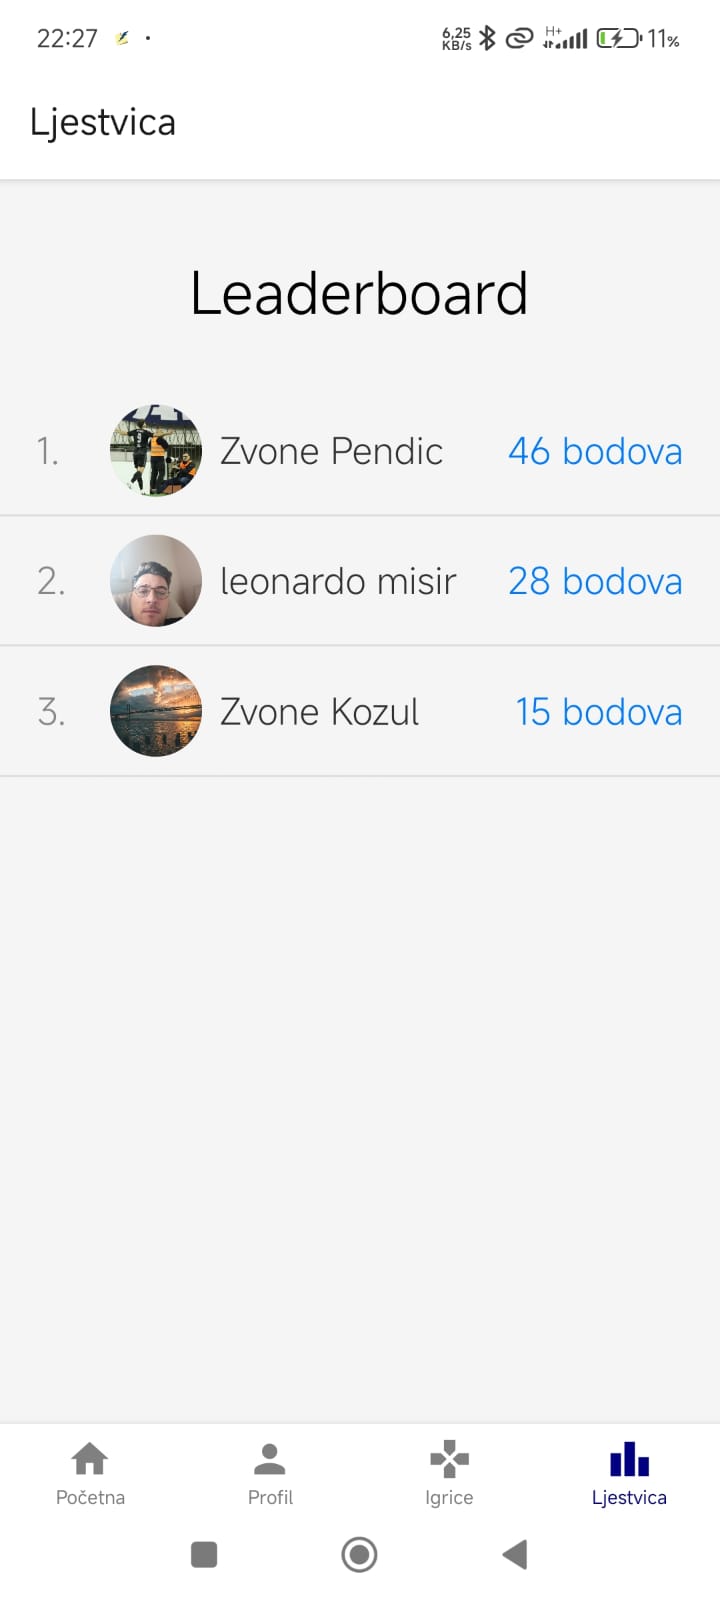 22:27
6,25 KB/s H+ 11%
Ljestvica
Leaderboard
1. Zvone Pendic 46 bodova
2. leonardo misir 28 bodova
3. Zvone Kozul 15 bodova
Početna Profil Igrice Ljestvica